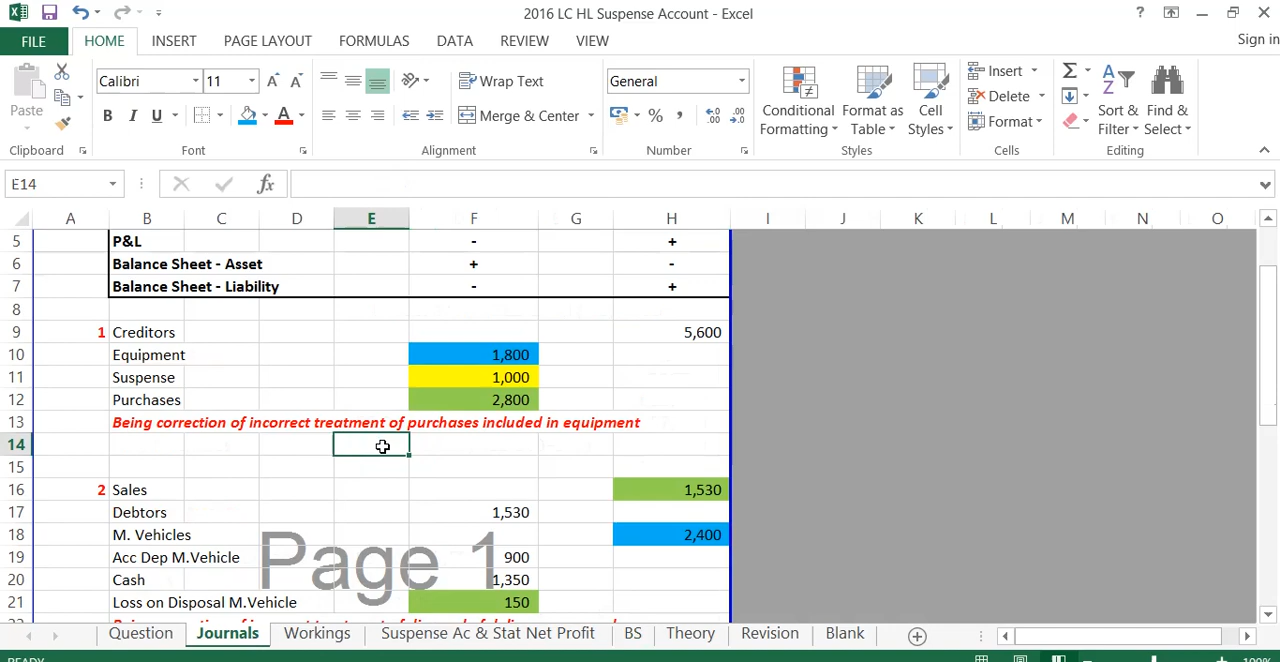 2016 LC HL Suspense Account - Excel
?
FILE HOME INSERT PAGE LAYOUT FORMULAS DATA REVIEW VIEW Sign in
Paste
Calibri 11
B I U A
Wrap Text
Merge & Center
General
% ,
Conditional Formatting
Format as Table
Cell Styles
Insert
Delete
Format
Sort & Filter
Find & Select
Clipboard Font Alignment Number Styles Cells Editing
E14 fx
A B C D E F G H I J K L M N O
5 P&L - +
6 Balance Sheet - Asset + -
7 Balance Sheet - Liability - +
8
9 1 Creditors 5,600
10 Equipment 1,800
11 Suspense 1,000
12 Purchases 2,800
13 Being correction of incorrect treatment of purchases included in equipment
14
15
16 2 Sales 1,530
17 Debtors 1,530
18 M. Vehicles 2,400
19 Acc Dep M.Vehicle 900
20 Cash 1,350
21 Loss on Disposal M.Vehicle 150
Page 1
Question Journals Workings Suspense Ac & Stat Net Profit BS Theory Revision Blank